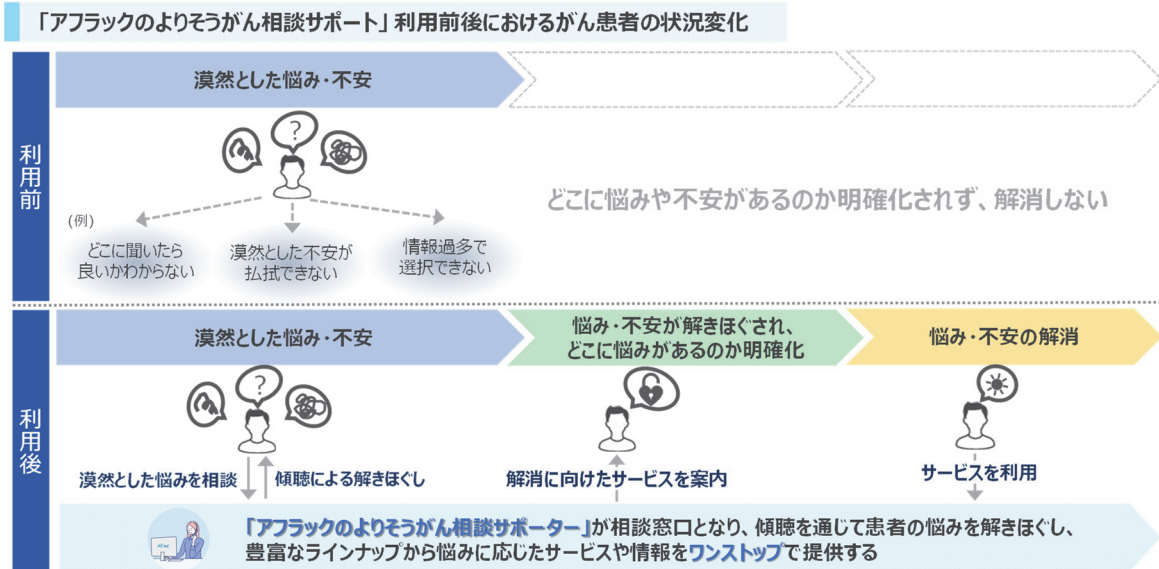 「アフラックのよりそうがん相談サポート」利用前後におけるがん患者の状況変化
利用前
漠然とした悩み・不安
?
(例)
どこに聞いたら
良いかわからない
漠然とした不安が
払拭できない
情報過多で
選択できない
どこに悩みや不安があるのか明確化されず、解消しない
利用後
漠然とした悩み・不安
悩み・不安が解きほぐされ、
どこに悩みがあるのか明確化
悩み・不安の解消
?
漠然とした悩みを相談
傾聴による解きほぐし
解消に向けたサービスを案内
サービスを利用
「アフラックのよりそうがん相談サポーター」が相談窓口となり、傾聴を通じて患者の悩みを解きほぐし、
豊富なラインナップから悩みに応じたサービスや情報をワンストップで提供する